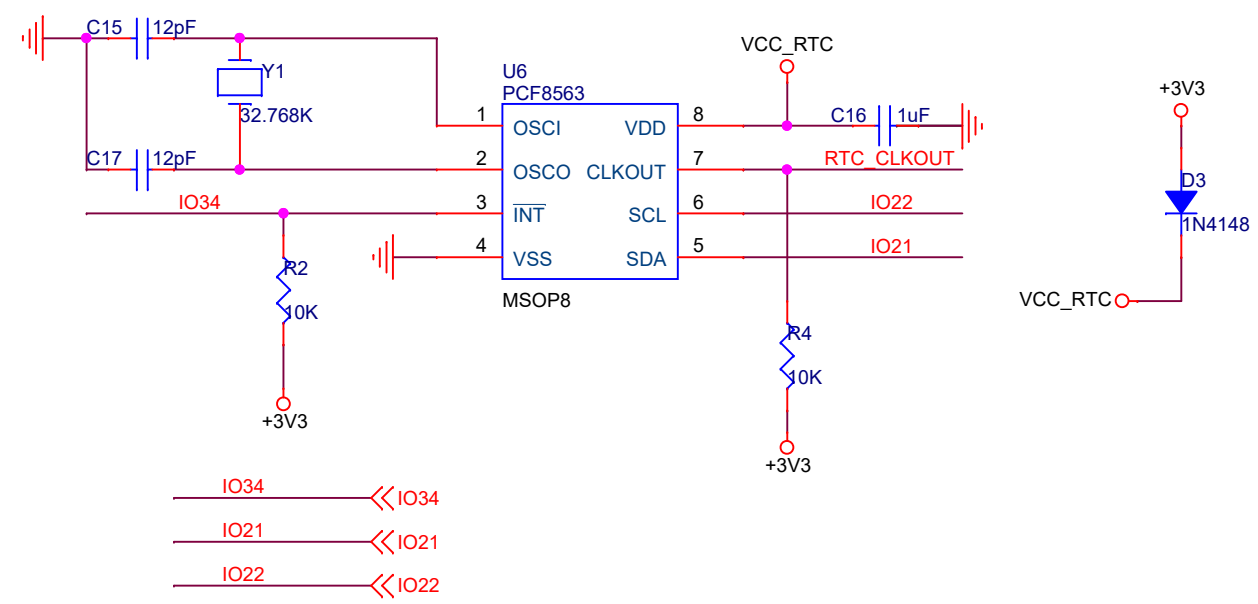 C15 12pF
Y1
32.768K
C17 12pF
IO34
R2
10K
+3V3
U6
PCF8563
1 OSCI VDD 8
2 OSCO CLKOUT 7
3 INT SCL 6
4 VSS SDA 5
MSOP8
VCC_RTC
C16 1uF
RTC_CLKOUT
IO22
IO21
R4
10K
+3V3
+3V3
D3
1N4148
VCC_RTC
IO34 IO34
IO21 IO21
IO22 IO22